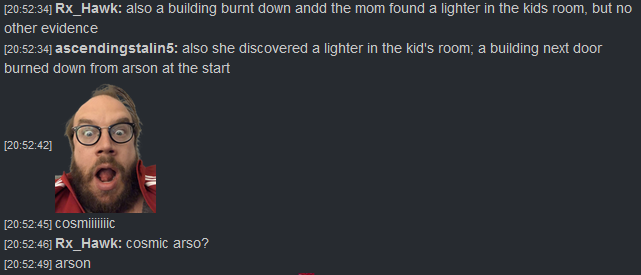 [20:52:34] Rx_Hawk: also a building burnt down andd the mom found a lighter in the kids room, but no
other evidence
[20:52:34] ascendingstalin5: also she discovered a lighter in the kid's room; a building next door
burned down from arson at the start
[20:52:42]
[20:52:45] cosmiiiiiiic
[20:52:46] Rx_Hawk: cosmic arso?
[20:52:49] arson